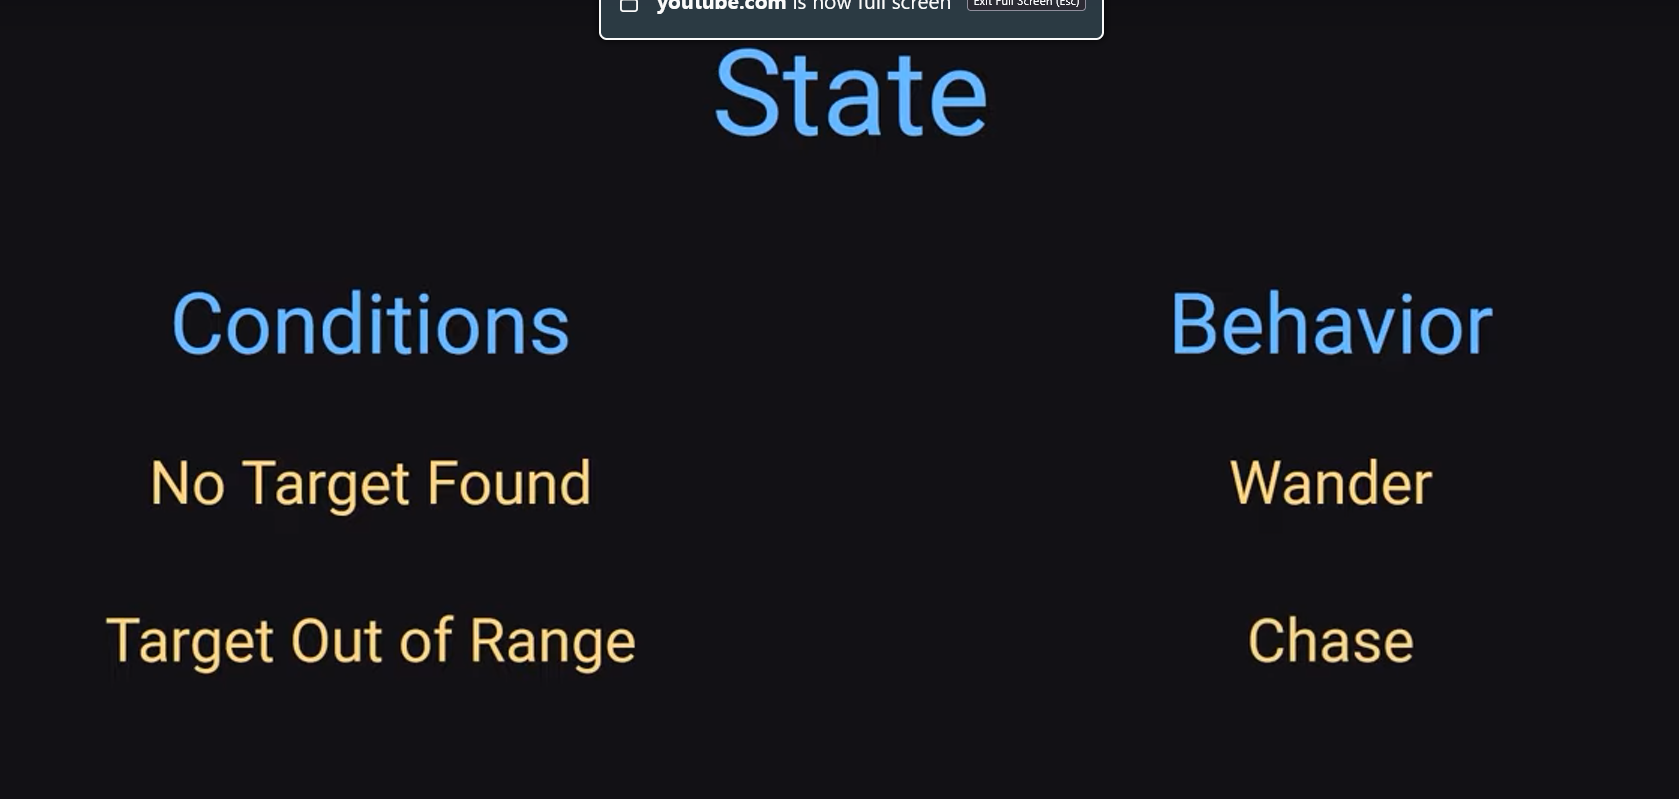 youtube.com is now full screen Exit Full Screen (Esc)
State
Conditions Behavior
No Target Found Wander
Target Out of Range Chase